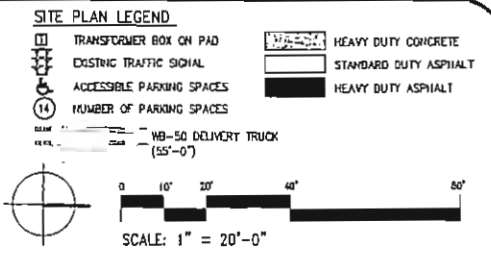 SITE PLAN LEGEND
T TRANSFORMER BOX ON PAD
EXISTING TRAFFIC SIGNAL
ACCESSIBLE PARKING SPACES
14 NUMBER OF PARKING SPACES
WB-50 DELIVERY TRUCK
(55'-0")
HEAVY DUTY CONCRETE
STANDARD DUTY ASPHALT
HEAVY DUTY ASPHALT
0 10' 20' 40' 80'
SCALE: 1" = 20'-0"